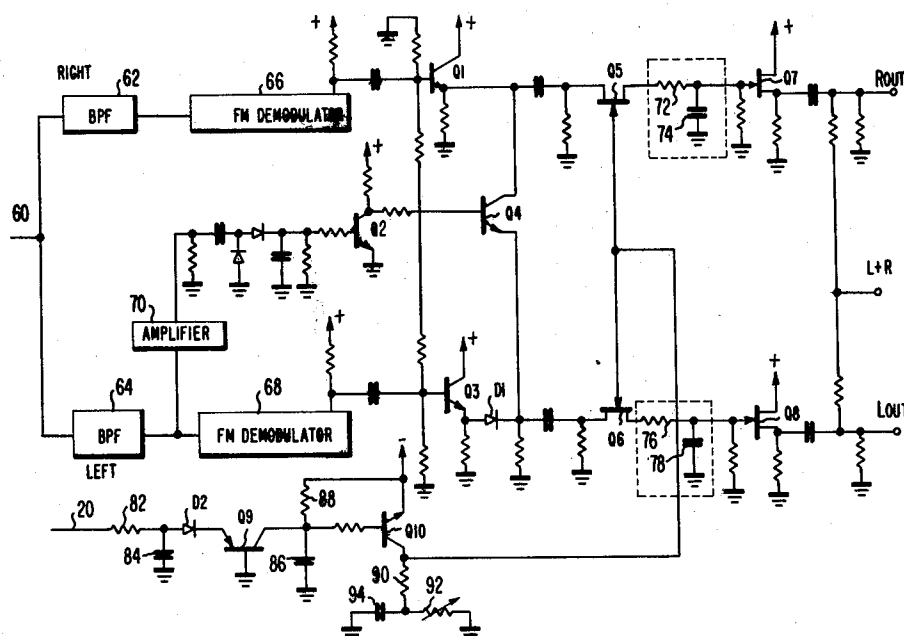 + + +
RIGHT 62 66 Q1 Q5 Q7 ROUT
BPF FM DEMODULATOR 72 74
60 + Q2 Q4
L+R
70 AMPLIFIER
+ + +
64 68 Q3 D1 Q6 76 78 Q8 LOUT
BPF FM DEMODULATOR
LEFT
-
20 82 D2 Q9 88 Q10
84 86 90
94 92